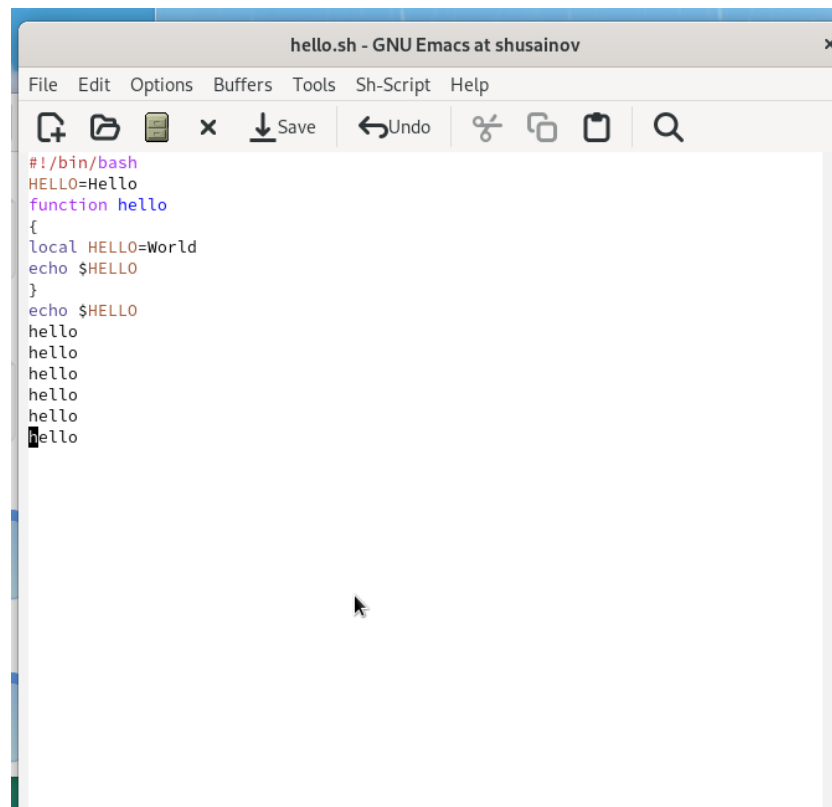 hello.sh - GNU Emacs at shusainov
File Edit Options Buffers Tools Sh-Script Help
Save Undo
#!/bin/bash
HELLO=Hello
function hello
{
local HELLO=World
echo $HELLO
}
echo $HELLO
hello
hello
hello
hello
hello
hello